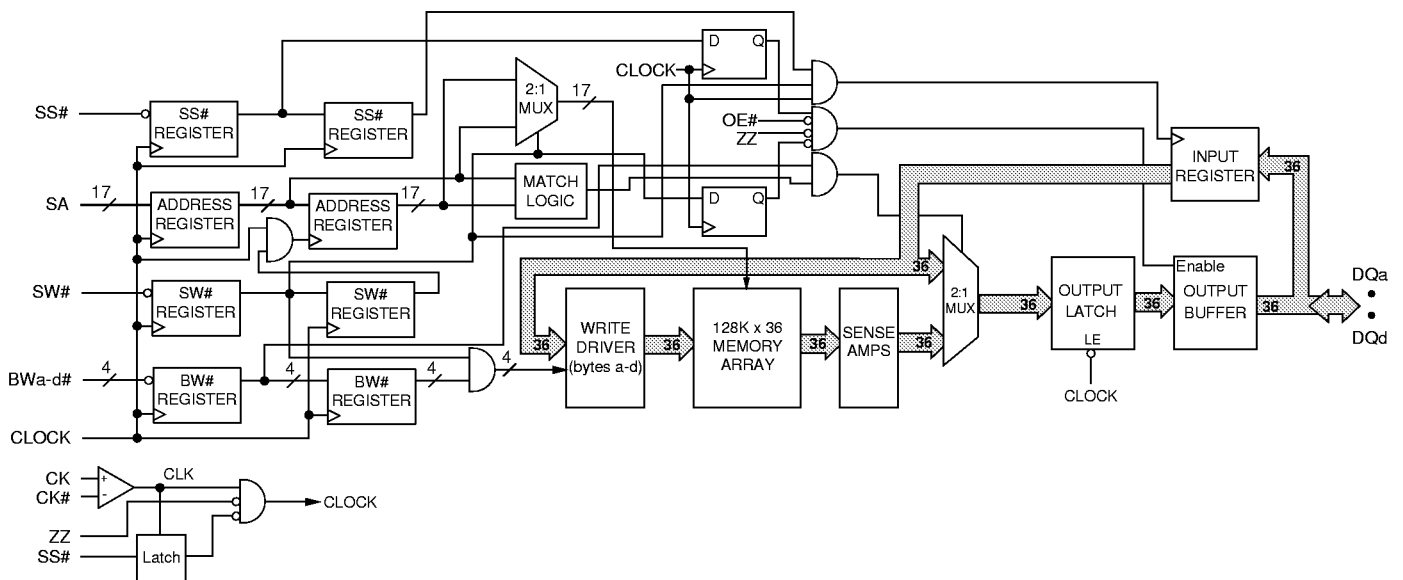 D Q
CLOCK
2:1
MUX
17
SS#
SS#
REGISTER
SS#
REGISTER
OE#
ZZ
INPUT
REGISTER
36
17
SA
ADDRESS
REGISTER
17
ADDRESS
REGISTER
17
MATCH
LOGIC
D Q
36
SW#
SW#
REGISTER
SW#
REGISTER
36
WRITE
DRIVER
(bytes a-d)
36
128K x 36
MEMORY
ARRAY
36
SENSE
AMPS
36
2:1
MUX
36
OUTPUT
LATCH
LE
CLOCK
36
Enable
OUTPUT
BUFFER
36
DQa
DQd
BWa-d#
4
BW#
REGISTER
4
BW#
REGISTER
4
4
CLOCK
CK
CK#
+
-
CLK
CLOCK
ZZ
SS#
Latch